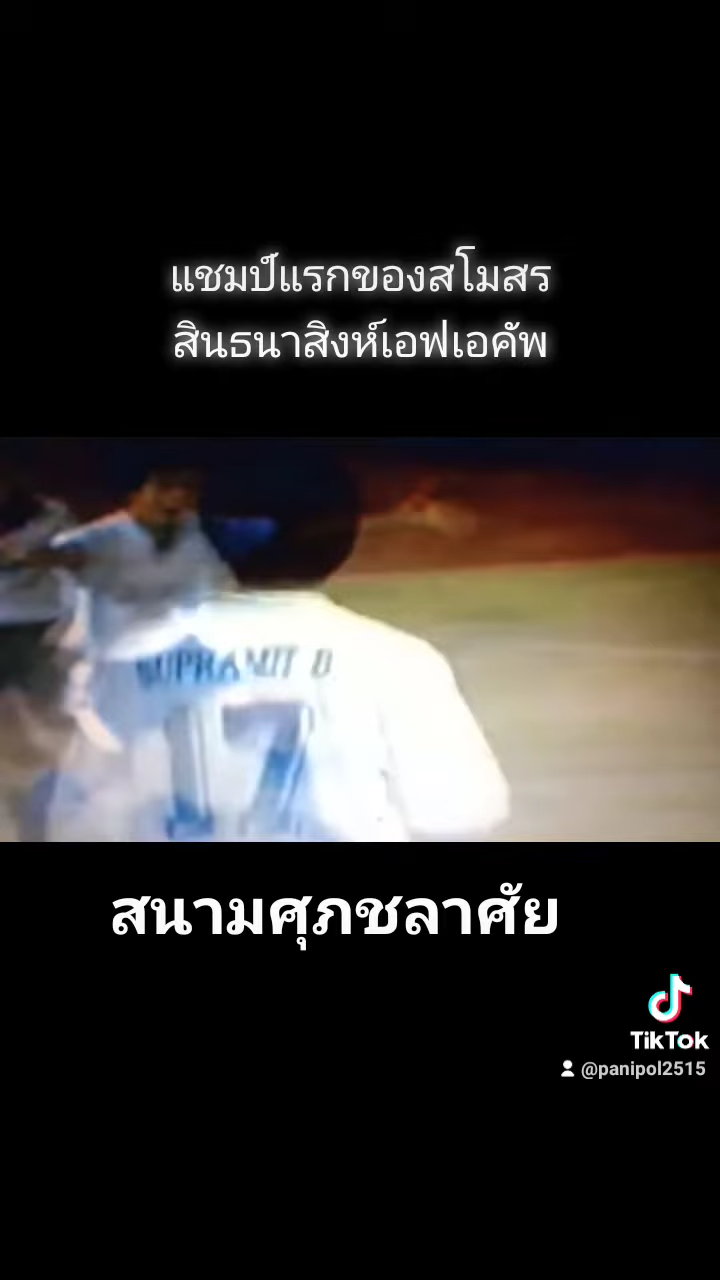 แชมป์แรกของสโมสร
สินธนาสิงห์เอฟเอคัพ
SUPRAMIT B
17
สนามศุภชลาศัย
TikTok
@panipol2515